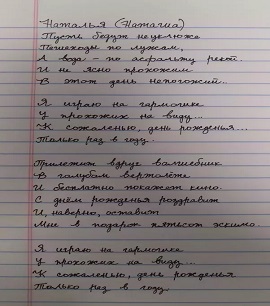 Наталья (Наташа)
Пусть бегут неуклюже
Пешеходы по лужам,
А вода - по асфальту рекой.
И не ясно прохожим
В этот день непогожий...
Я играю на гармошке
У прохожих на виду...
К сожаленью, день рожденья...
Только раз в году.
Прилетит вдруг волшебник
В голубом вертолёте
И бесплатно покажет кино.
С днём рожденья поздравит
И, наверно, оставит
Мне в подарок пятьсот эскимо.
Я играю на гармошке
У прохожих на виду...
К сожаленью, день рожденья
Только раз в году.